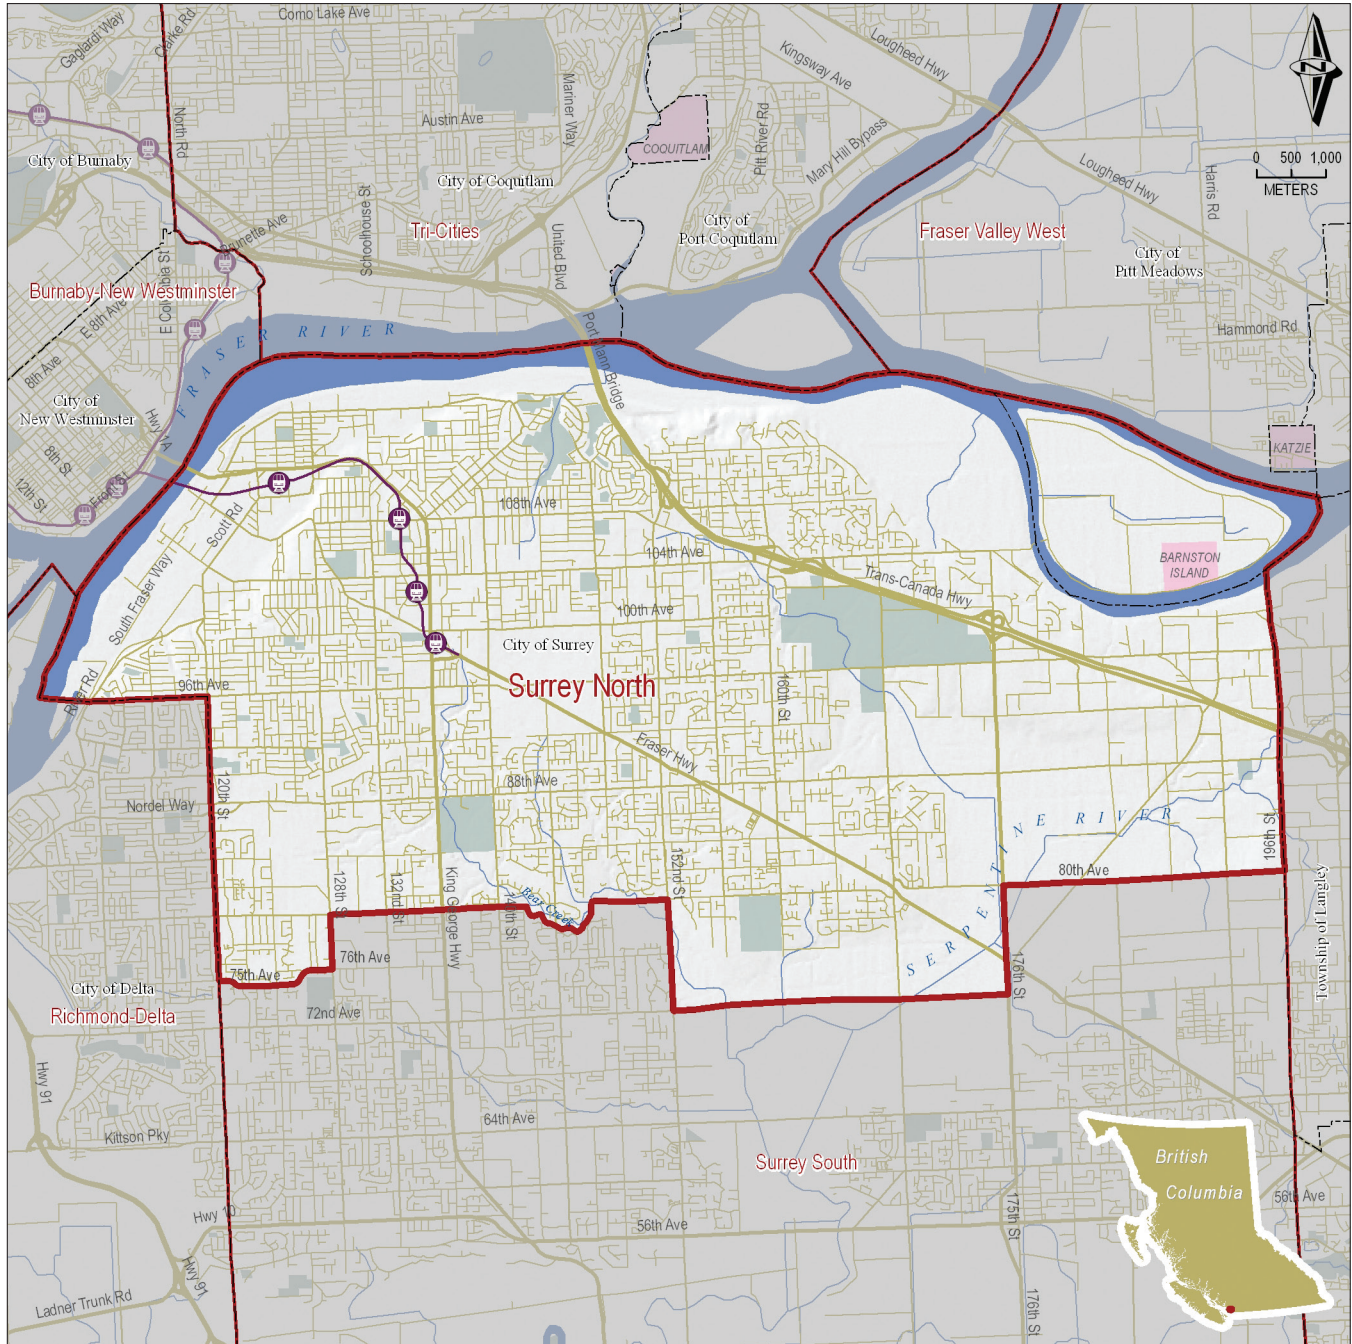 Como Lake Ave
Gaglardi Way
Clarke Rd
Lougheed Hwy
Kingsway Ave
Mariner Way
North Rd
Austin Ave
Pitt River Rd
N
0 500 1,000
METERS
COQUITLAM
Mary Hill Bypass
City of Burnaby
City of Coquitlam
Schoolhouse St
Lougheed Hwy
Harris Rd
City of
Port Coquitlam
Tri-Cities
Fraser Valley West
Brunette Ave
United Blvd
E Columbia St
City of
Pitt Meadows
Burnaby-New Westminster
E 8th Ave
FRASER RIVER
Port Mann Bridge
Hammond Rd
8th Ave
City of
New Westminster
Hwy 1A
KATZIE
8th St
12th St
Front St
108th Ave
Scott Rd
104th Ave
BARNSTON
ISLAND
Trans-Canada Hwy
South Fraser Way
100th Ave
City of Surrey
River Rd
96th Ave
Surrey North
160th St
Fraser Hwy
120th St
88th Ave
Nordel Way
SERPENTINE RIVER
196th St
152nd St
80th Ave
128th St
132nd St
King George Hwy
140th St
Bear Creek
Township of Langley
76th Ave
75th Ave
176th St
City of Delta
Richmond-Delta
72nd Ave
Hwy 91
64th Ave
Kittson Pky
Surrey South
British
Columbia
56th Ave
Hwy 10
56th Ave
175th St
Hwy 91
Ladner Trunk Rd
176th St